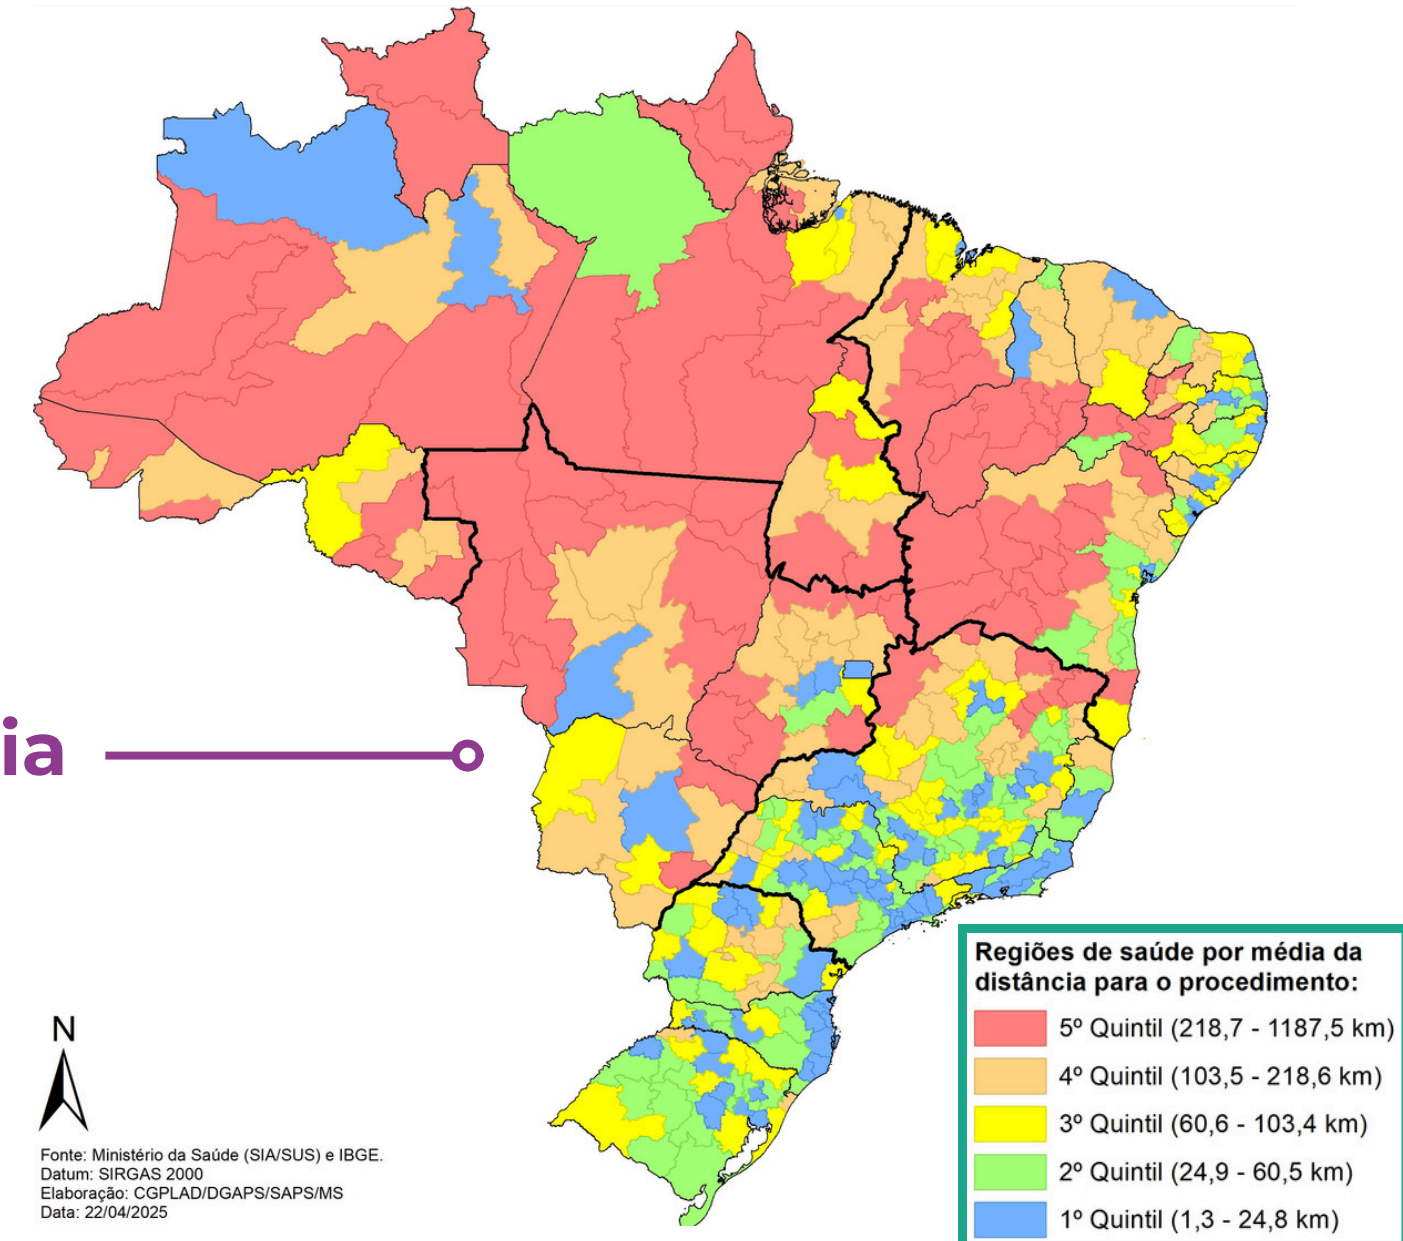 ia
Regiões de saúde por média da
distância para o procedimento:
5º Quintil (218,7 - 1187,5 km)
4º Quintil (103,5 - 218,6 km)
3º Quintil (60,6 - 103,4 km)
2º Quintil (24,9 - 60,5 km)
1º Quintil (1,3 - 24,8 km)
N
Fonte: Ministério da Saúde (SIA/SUS) e IBGE.
Datum: SIRGAS 2000
Elaboração: CGPLAD/DGAPS/SAPS/MS
Data: 22/04/2025